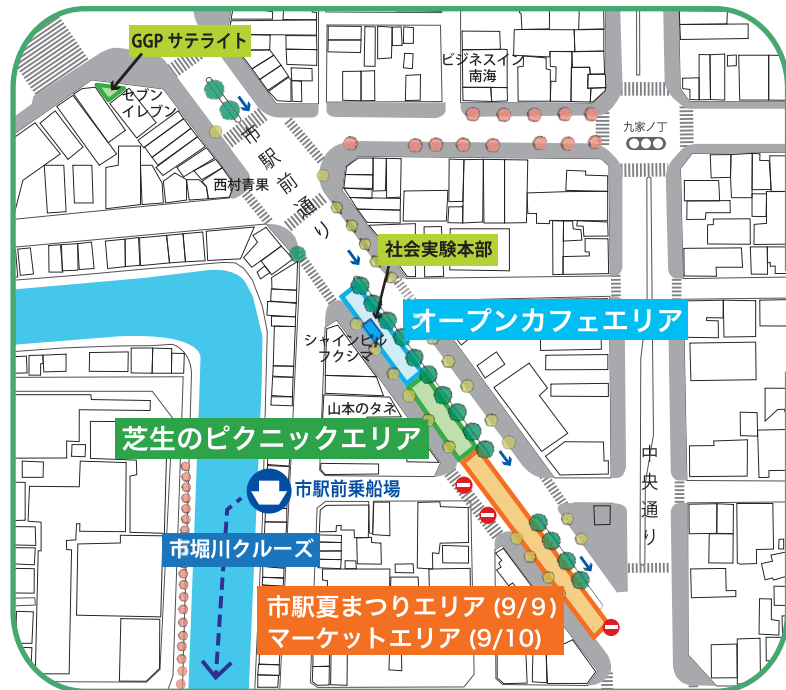 GGP サテライト
セブン
イレブン
ビジネスイン
南海
九家ノ丁
市駅前通り
西村青果
社会実験本部
オープンカフェエリア
シャインビル
フクシマ
山本のタネ
芝生のピクニックエリア
中央通り
市駅前乗船場
市堀川クルーズ
市駅夏まつりエリア (9/9)
マーケットエリア (9/10)